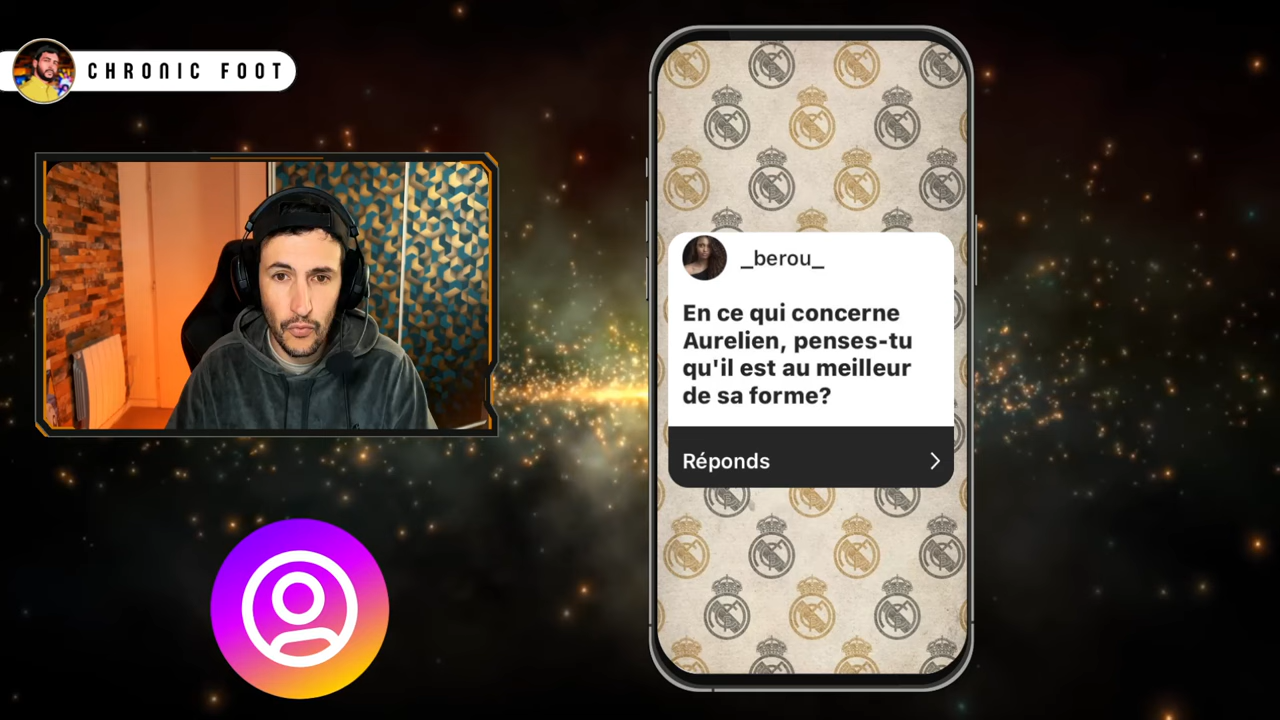 CHRONIC FOOT
_berou_
En ce qui concerne
Aurelien, penses-tu
qu'il est au meilleur
de sa forme?
Réponds